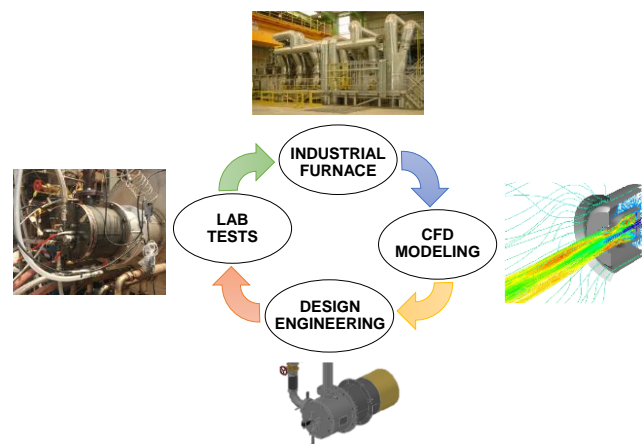 INDUSTRIAL
FURNACE
LAB
TESTS
CFD
MODELING
DESIGN
ENGINEERING